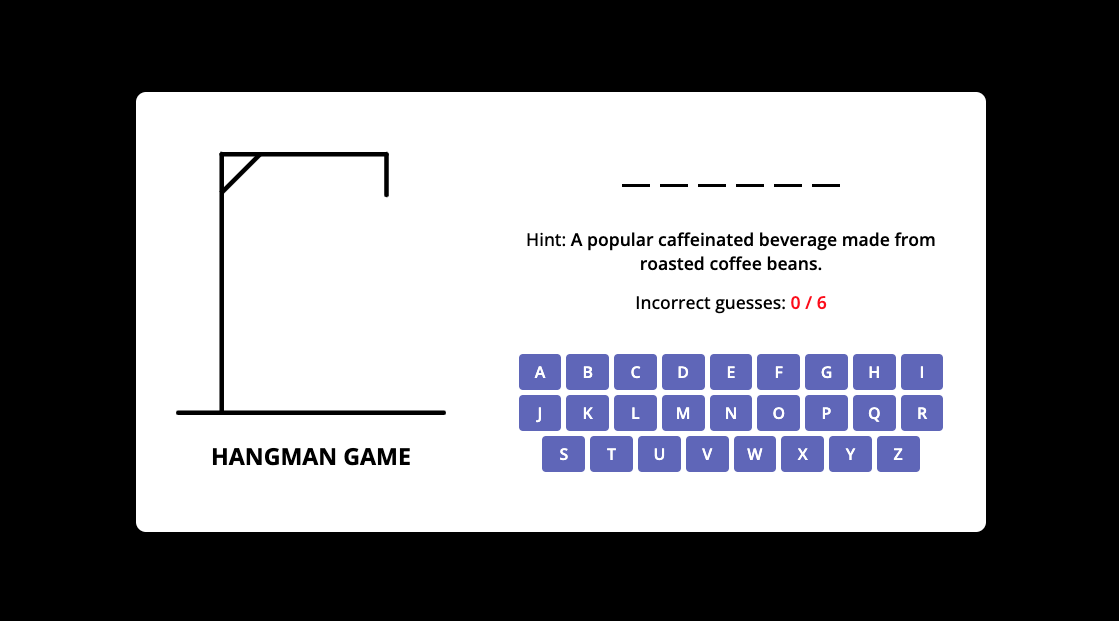 Hint: A popular caffeinated beverage made from
roasted coffee beans.
Incorrect guesses: 0 / 6
A B C D E F G H I
J K L M N O P Q R
S T U V W X Y Z
HANGMAN GAME